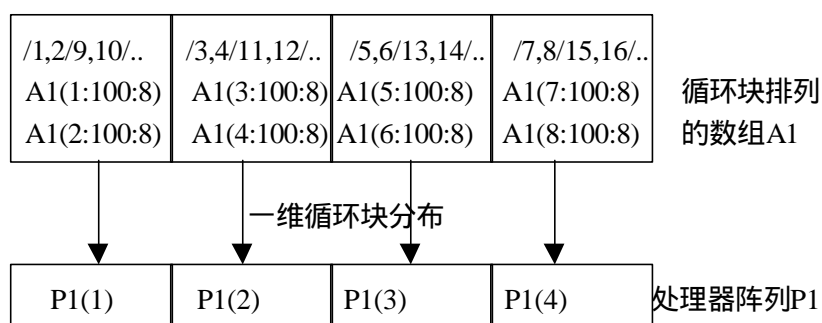 /1,2/9,10/.. /3,4/11,12/.. /5,6/13,14/.. /7,8/15,16/..
A1(1:100:8) A1(3:100:8) A1(5:100:8) A1(7:100:8) 循环块排列
A1(2:100:8) A1(4:100:8) A1(6:100:8) A1(8:100:8) 的数组A1
一维循环块分布
P1(1) P1(2) P1(3) P1(4) 处理器阵列P1